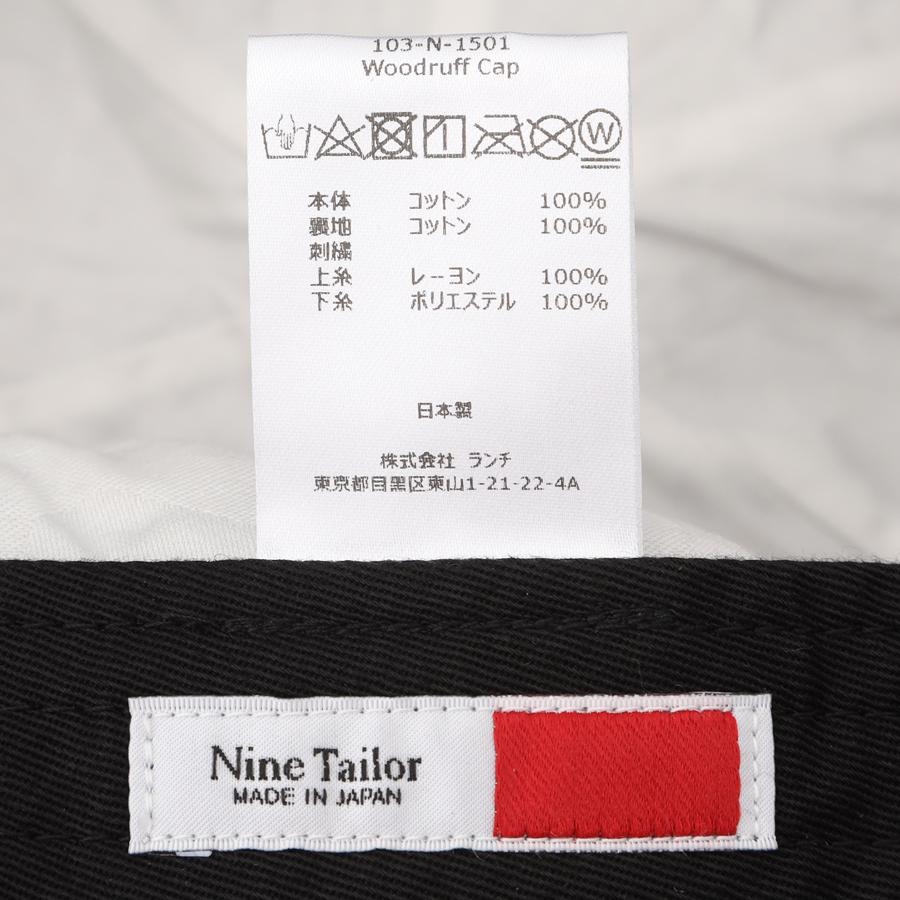 103-N-1501
Woodruff Cap
W
本体 コットン 100%
裏地 コットン 100%
刺繍
上糸 レーヨン 100%
下糸 ポリエステル 100%
日本製
株式会社 ランチ
東京都目黒区東山1-21-22-4A
Nine Tailor
MADE IN JAPAN